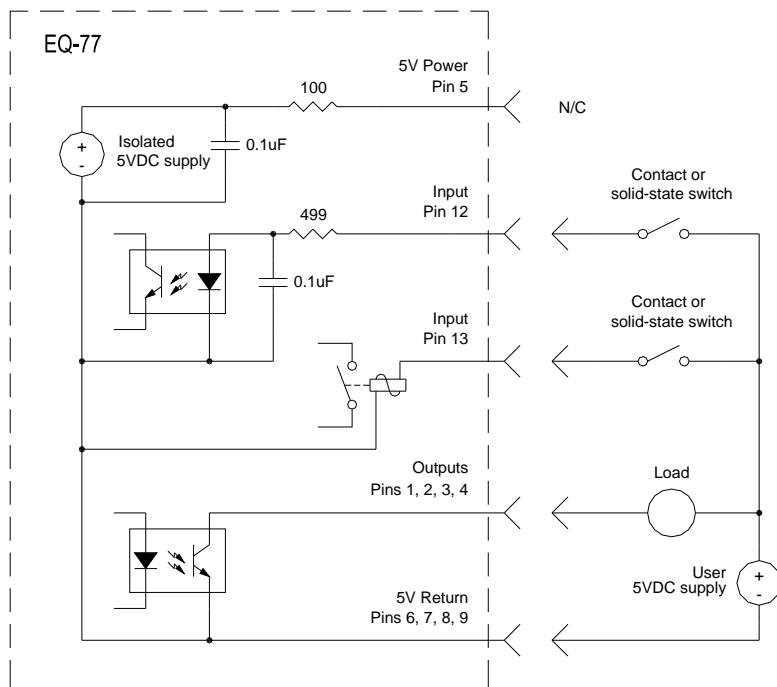 EQ-77
5V Power
Pin 5
100
N/C
Isolated
5VDC supply
+
-
0.1uF
Input
Pin 12
499
Contact or
solid-state switch
0.1uF
Input
Pin 13
Contact or
solid-state switch
Outputs
Pins 1, 2, 3, 4
Load
5V Return
Pins 6, 7, 8, 9
User
5VDC supply
+
-